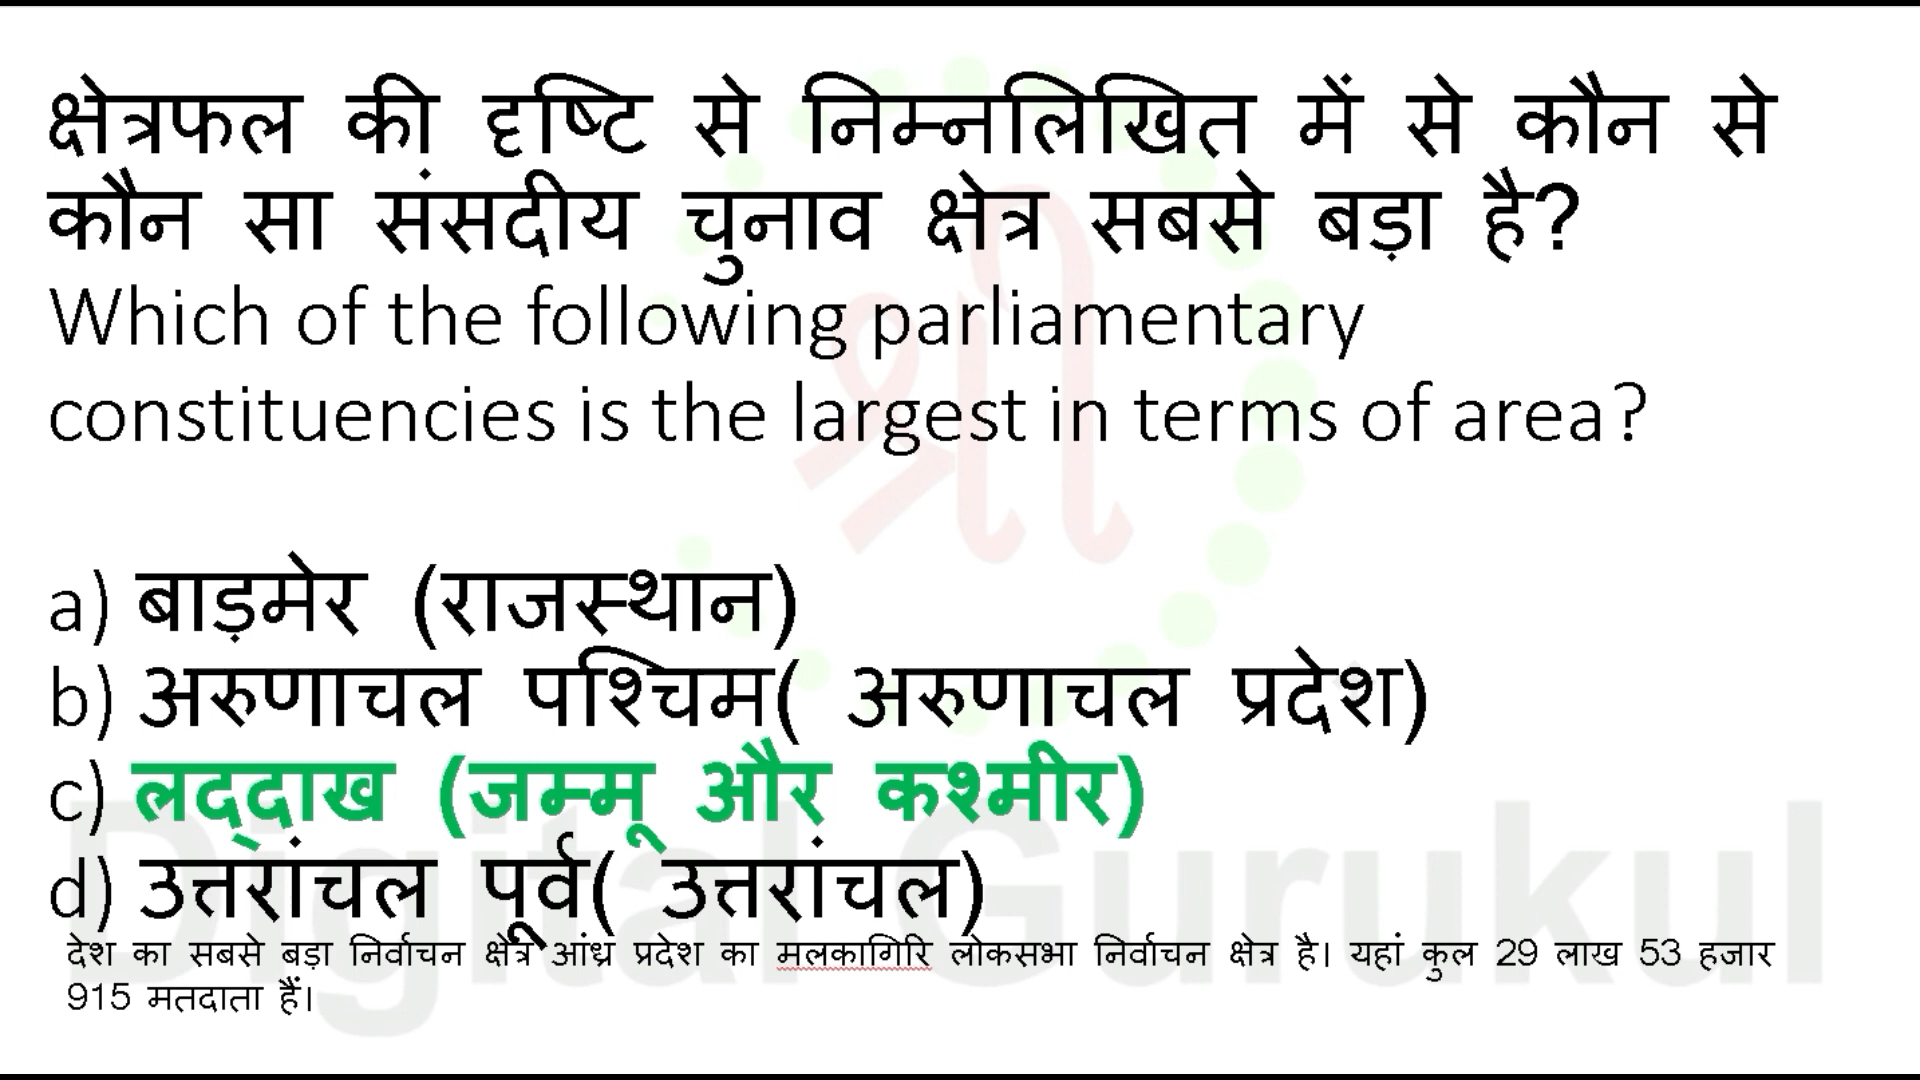 क्षेत्रफल की दृष्टि से निम्नलिखित में से कौन से
कौन सा संसदीय चुनाव क्षेत्र सबसे बड़ा है?
Which of the following parliamentary
constituencies is the largest in terms of area?
a) बाड़मेर (राजस्थान)
b) अरुणाचल पश्चिम( अरुणाचल प्रदेश)
c) लद्दाख (जम्मू और कश्मीर)
d) उत्तरांचल पूर्व( उत्तरांचल)
देश का सबसे बड़ा निर्वाचन क्षेत्र आंध्र प्रदेश का मलकागिरि लोकसभा निर्वाचन क्षेत्र है। यहां कुल 29 लाख 53 हजार
915 मतदाता हैं।
श्री
Digital Gurukul